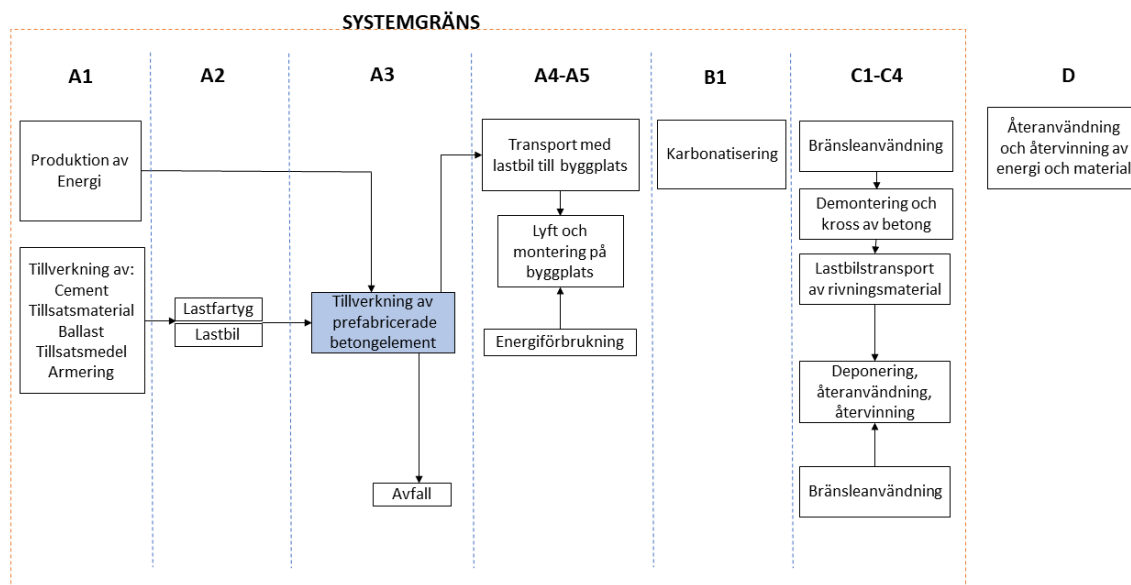 SYSTEMGRÄNS
A1
A2
A3
A4-A5
B1
C1-C4
D
Produktion av
Energi
Tillverkning av:
Cement
Tillsatsmaterial
Ballast
Tillsatsmedel
Armering
Lastfartyg
Lastbil
Tillverkning av
prefabricerade
betongelement
Avfall
Transport med
lastbil till byggplats
Lyft och
montering på
byggplats
Energiförbrukning
Karbonatisering
Bränsleanvändning
Demontering och
kross av betong
Lastbilstransport
av rivningsmaterial
Deponering,
återanvändning,
återvinning
Bränsleanvändning
Återanvändning
och återvinning av
energi och material